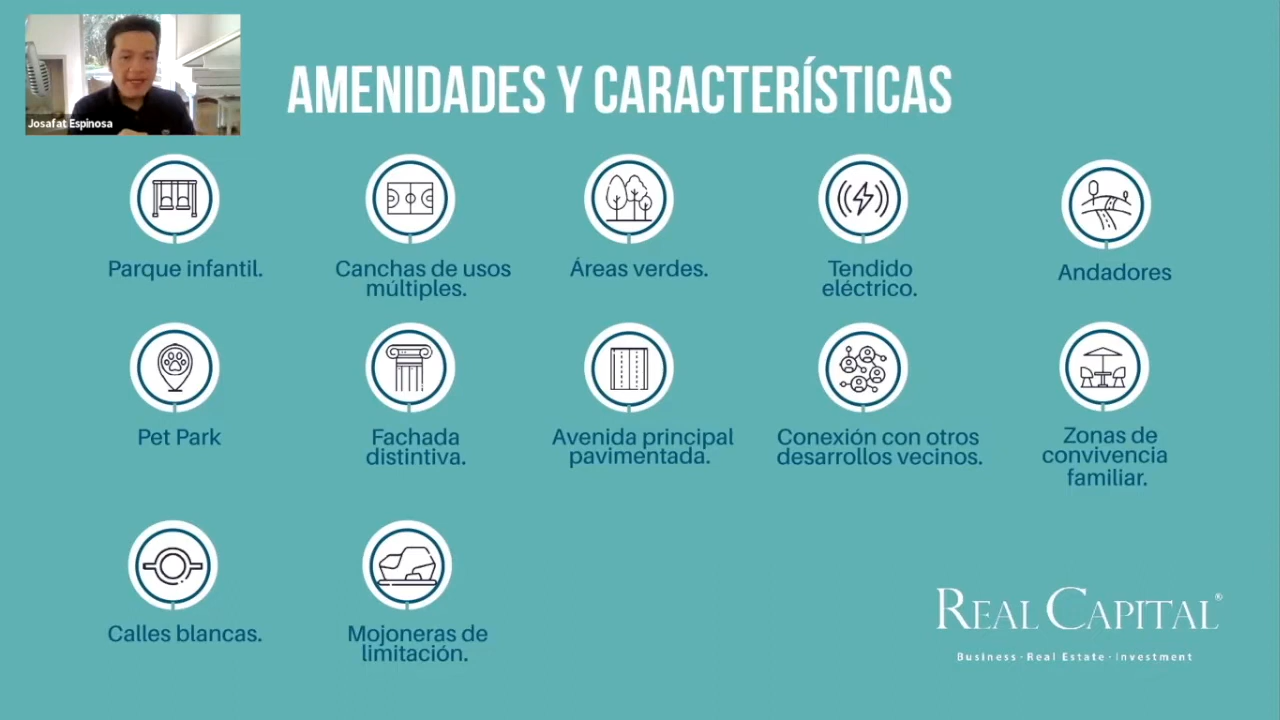 Josafat Espinosa
AMENIDADES Y CARACTERÍSTICAS
Parque infantil.
Canchas de usos
múltiples.
Áreas verdes.
Tendido
eléctrico.
Andadores
Pet Park
Fachada
distintiva.
Avenida principal
pavimentada.
Conexión con otros
desarrollos vecinos.
Zonas de
convivencia
familiar.
Calles blancas.
Mojoneras de
limitación.
REAL CAPITAL®
Business · Real Estate · Investment